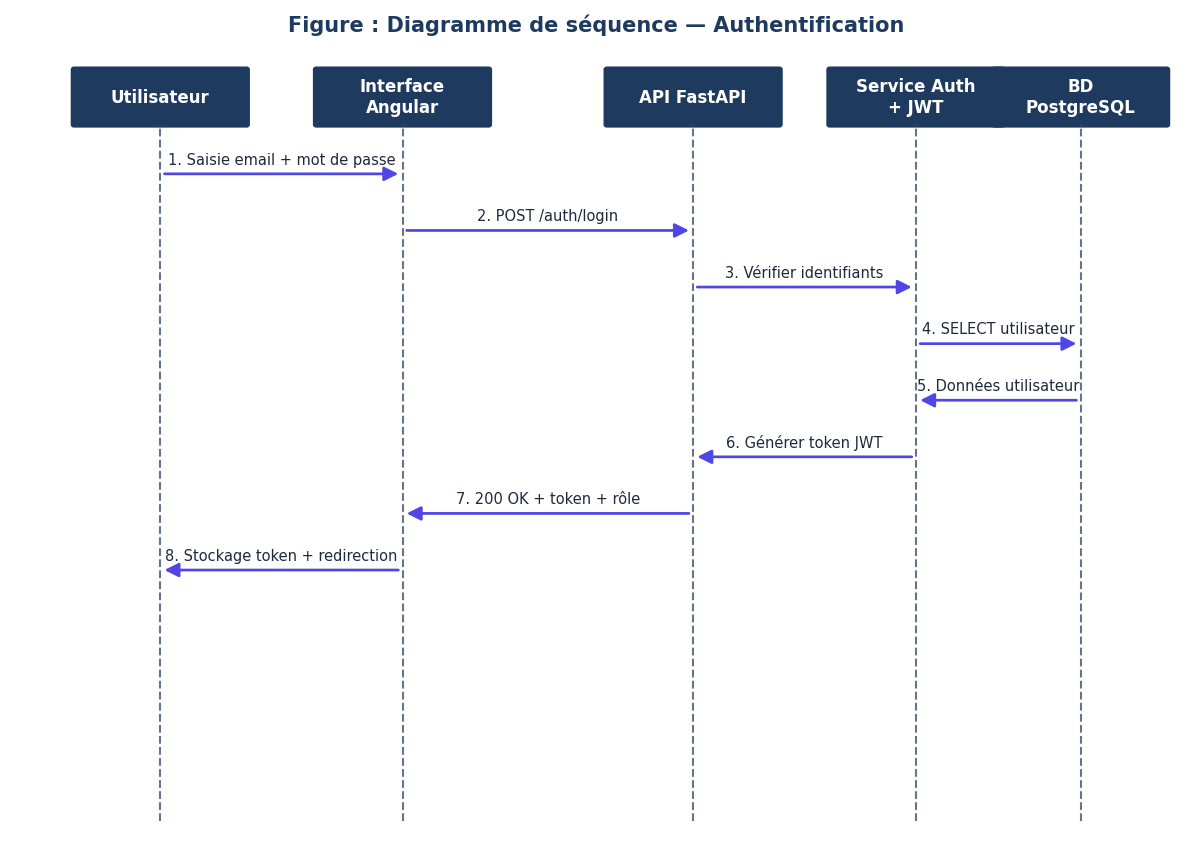 Figure : Diagramme de séquence — Authentification
Utilisateur
Interface
Angular
API FastAPI
Service Auth
+ JWT
BD
PostgreSQL
1. Saisie email + mot de passe
2. POST /auth/login
3. Vérifier identifiants
4. SELECT utilisateur
5. Données utilisateur
6. Générer token JWT
7. 200 OK + token + rôle
8. Stockage token + redirection